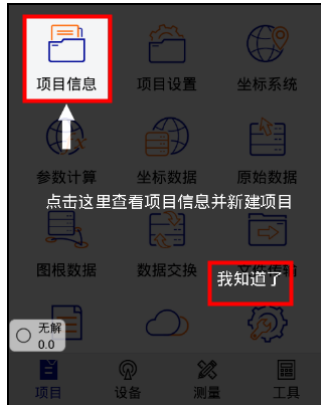 项目信息 项目设置 坐标系统
参数计算 坐标数据 原始数据
点击这里查看项目信息并新建项目
图根数据 数据交换
我知道了
无解
0.0
项目 设备 测量 工具